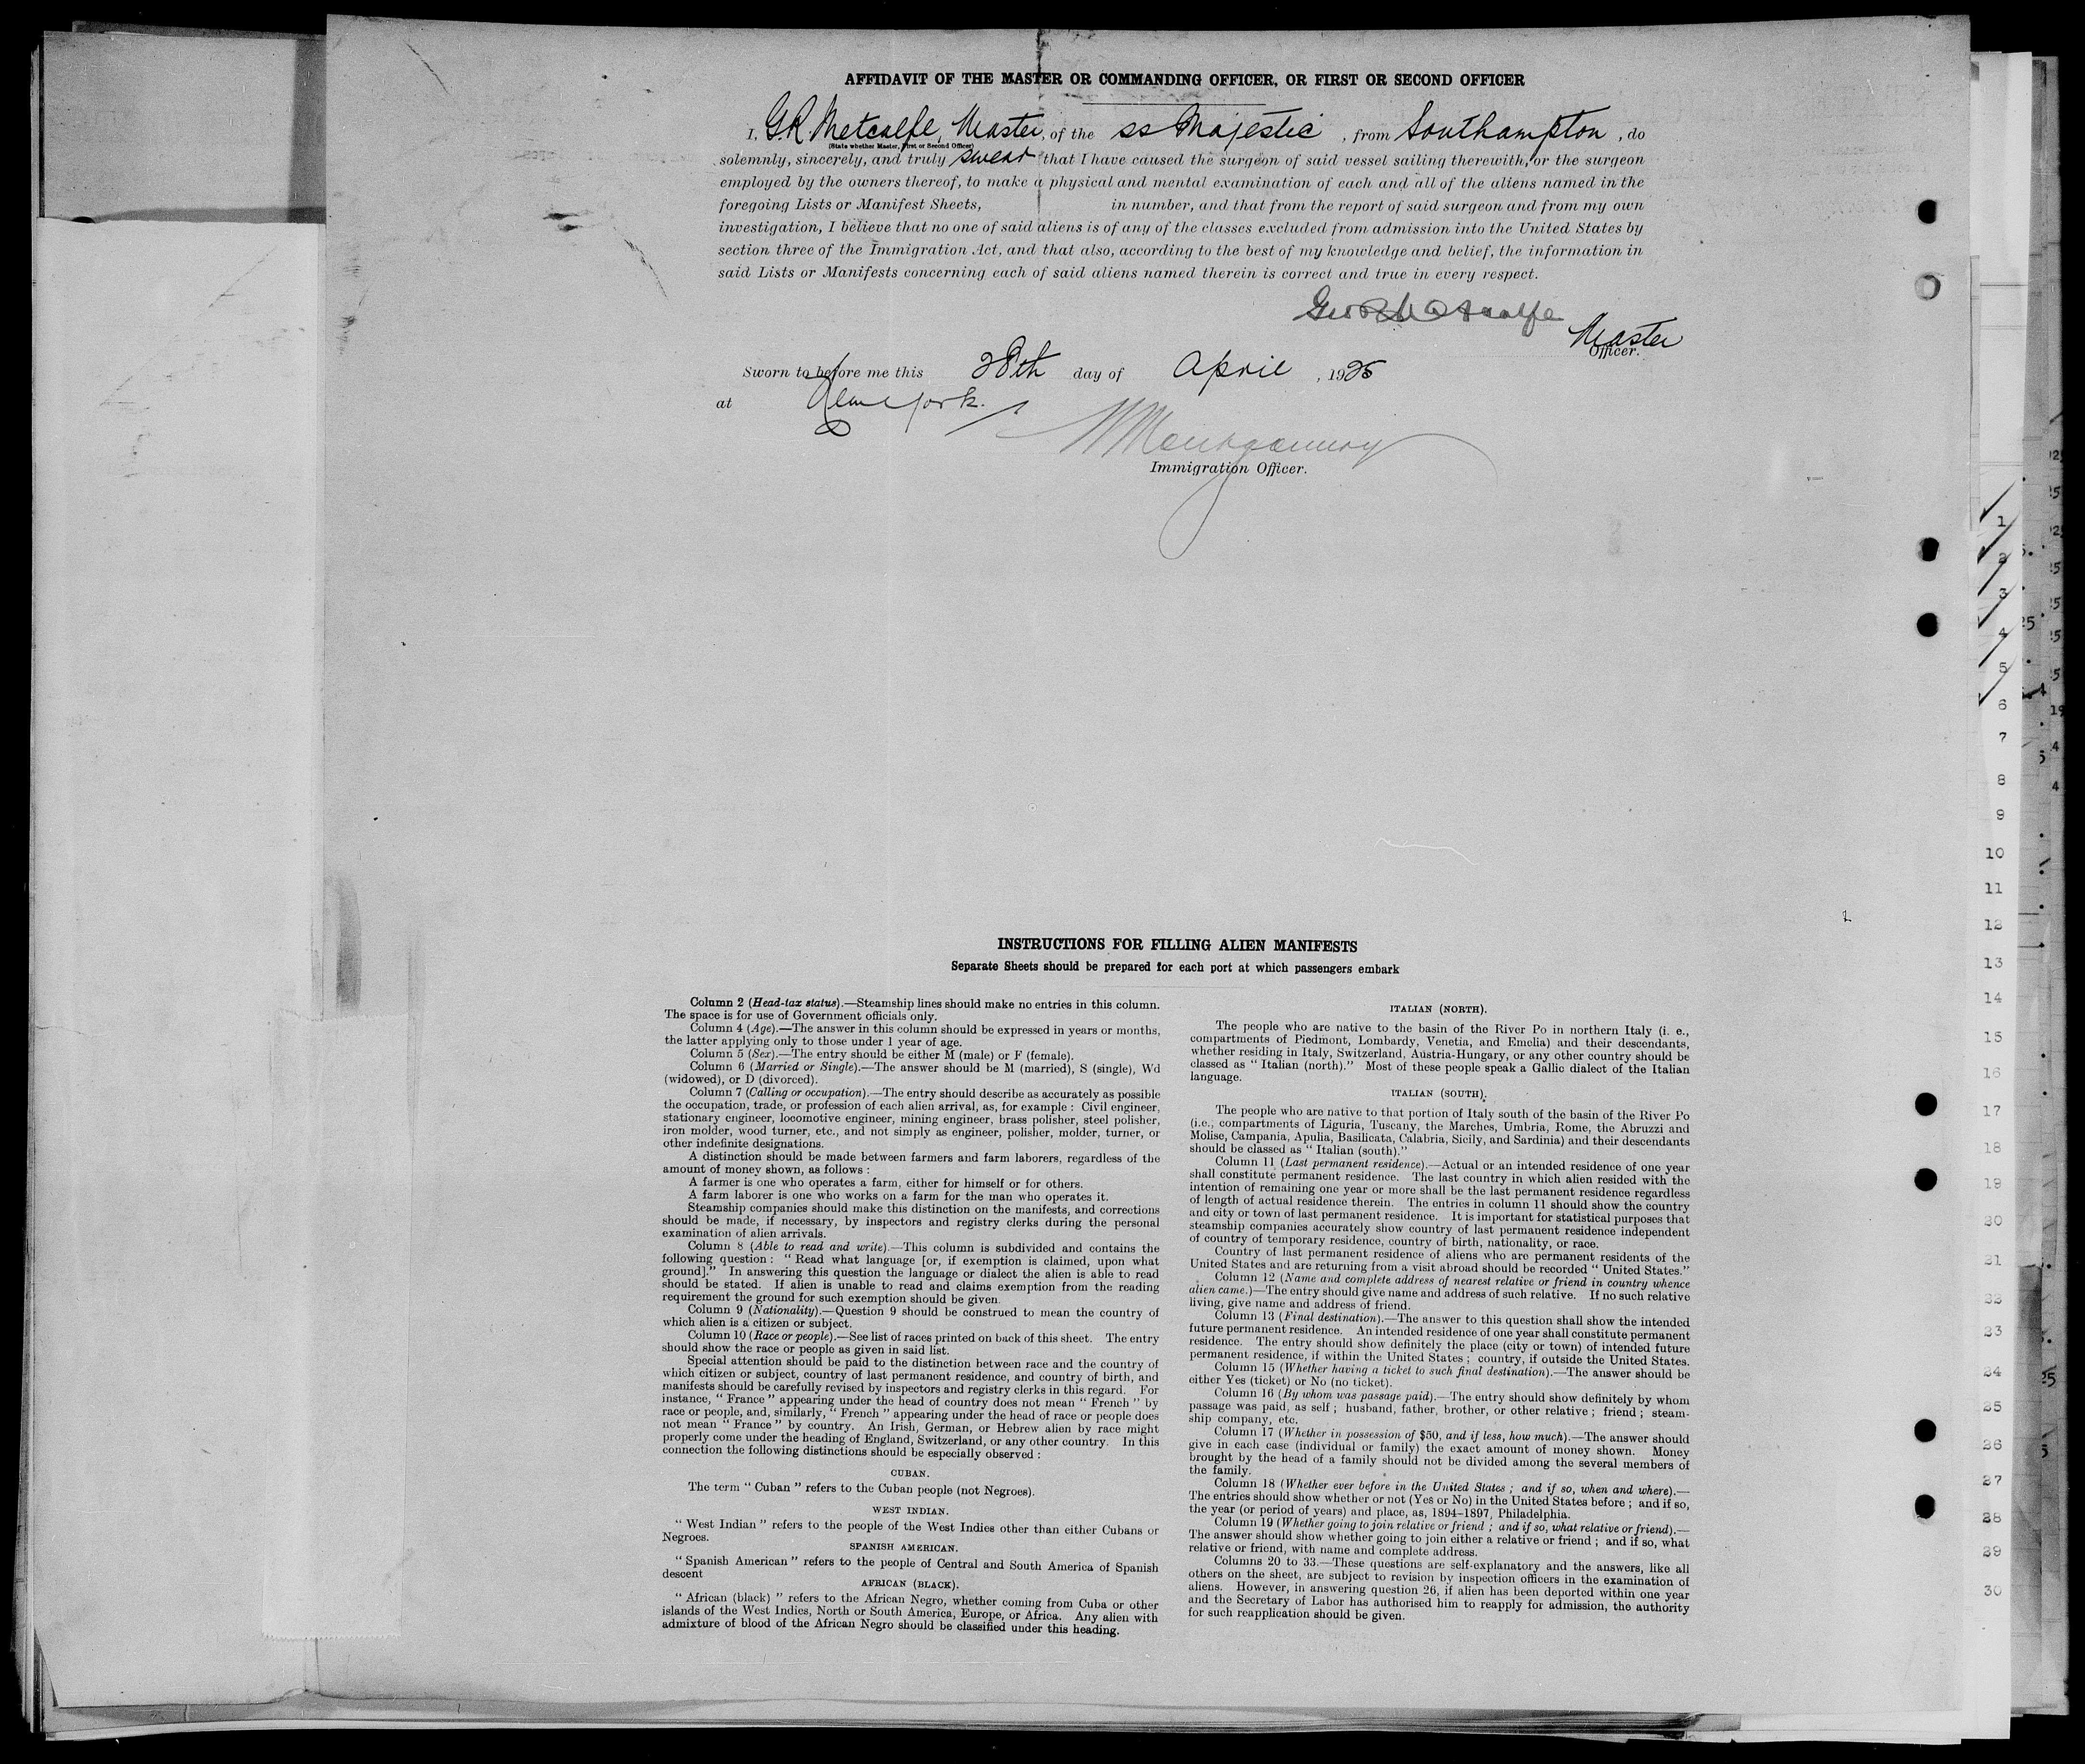 AFFIDAVIT OF THE MASTER OR COMMANDING OFFICER, OR FIRST OR SECOND OFFICER
I, G.R. Metcalfe, Master, of the ss Majestic, from Southampton, do
(State whether Master, First or Second Officer)
solemnly, sincerely, and truly swear that I have caused the surgeon of said vessel sailing therewith, or the surgeon
employed by the owners thereof, to make a physical and mental examination of each and all of the aliens named in the
foregoing Lists or Manifest Sheets, in number, and that from the report of said surgeon and from my own
investigation, I believe that no one of said aliens is of any of the classes excluded from admission into the United States by
section three of the Immigration Act, and that also, according to the best of my knowledge and belief, the information in
said Lists or Manifests concerning each of said aliens named therein is correct and true in every respect.
Geo R Metcalfe
Master
Officer.
Sworn to before me this 28th day of April, 1925
at New York.
Montgomery
Immigration Officer.
INSTRUCTIONS FOR FILLING ALIEN MANIFESTS
Separate Sheets should be prepared for each port at which passengers embark
Column 2 (Head-tax status).—Steamship lines should make no entries in this column.
The space is for use of Government officials only.
Column 4 (Age).—The answer in this column should be expressed in years or months,
the latter applying only to those under 1 year of age.
Column 5 (Sex).—The entry should be either M (male) or F (female).
Column 6 (Married or Single).—The answer should be M (married), S (single), Wd
(widowed), or D (divorced).
Column 7 (Calling or occupation).—The entry should describe as accurately as possible
the occupation, trade, or profession of each alien arrival, as, for example : Civil engineer,
stationary engineer, locomotive engineer, mining engineer, brass polisher, steel polisher,
iron molder, wood turner, etc., and not simply as engineer, polisher, molder, turner, or
other indefinite designations.
A distinction should be made between farmers and farm laborers, regardless of the
amount of money shown, as follows :
A farmer is one who operates a farm, either for himself or for others.
A farm laborer is one who works on a farm for the man who operates it.
Steamship companies should make this distinction on the manifests, and corrections
should be made, if necessary, by inspectors and registry clerks during the personal
examination of alien arrivals.
Column 8 (Able to read and write).—This column is subdivided and contains the
following question : " Read what language [or, if exemption is claimed, upon what
ground]." In answering this question the language or dialect the alien is able to read
should be stated. If alien is unable to read and claims exemption from the reading
requirement the ground for such exemption should be given.
Column 9 (Nationality).—Question 9 should be construed to mean the country of
which alien is a citizen or subject.
Column 10 (Race or people).—See list of races printed on back of this sheet. The entry
should show the race or people as given in said list.
Special attention should be paid to the distinction between race and the country of
which citizen or subject, country of last permanent residence, and country of birth, and
manifests should be carefully revised by inspectors and registry clerks in this regard. For
instance, " France " appearing under the head of country does not mean " French " by
race or people, and, similarly, " French " appearing under the head of race or people does
not mean " France " by country. An Irish, German, or Hebrew alien by race might
properly come under the heading of England, Switzerland, or any other country. In this
connection the following distinctions should be especially observed :
CUBAN.
The term " Cuban " refers to the Cuban people (not Negroes).
WEST INDIAN.
" West Indian " refers to the people of the West Indies other than either Cubans or
Negroes.
SPANISH AMERICAN.
" Spanish American " refers to the people of Central and South America of Spanish
descent
AFRICAN (BLACK).
" African (black) " refers to the African Negro, whether coming from Cuba or other
islands of the West Indies, North or South America, Europe, or Africa. Any alien with
admixture of blood of the African Negro should be classified under this heading.
ITALIAN (NORTH).
The people who are native to the basin of the River Po in northern Italy (i. e.,
compartments of Piedmont, Lombardy, Venetia, and Emelia) and their descendants,
whether residing in Italy, Switzerland, Austria-Hungary, or any other country should be
classed as " Italian (north)." Most of these people speak a Gallic dialect of the Italian
language.
ITALIAN (SOUTH).
The people who are native to that portion of Italy south of the basin of the River Po
(i.e., compartments of Liguria, Tuscany, the Marches, Umbria, Rome, the Abruzzi and
Molise, Campania, Apulia, Basilicata, Calabria, Sicily, and Sardinia) and their descendants
should be classed as " Italian (south)."
Column 11 (Last permanent residence).—Actual or an intended residence of one year
shall constitute permanent residence. The last country in which alien resided with the
intention of remaining one year or more shall be the last permanent residence regardless
of length of actual residence therein. The entries in column 11 should show the country
and city or town of last permanent residence. It is important for statistical purposes that
steamship companies accurately show country of last permanent residence independent
of country of temporary residence, country of birth, nationality, or race.
Country of last permanent residence of aliens who are permanent residents of the
United States and are returning from a visit abroad should be recorded " United States."
Column 12 (Name and complete address of nearest relative or friend in country whence
alien came.)—The entry should give name and address of such relative. If no such relative
living, give name and address of friend.
Column 13 (Final destination).—The answer to this question shall show the intended
future permanent residence. An intended residence of one year shall constitute permanent
residence. The entry should show definitely the place (city or town) of intended future
permanent residence, if within the United States ; country, if outside the United States.
Column 15 (Whether having a ticket to such final destination).—The answer should be
either Yes (ticket) or No (no ticket).
Column 16 (By whom was passage paid).—The entry should show definitely by whom
passage was paid, as self ; husband, father, brother, or other relative ; friend ; steam-
ship company, etc.
Column 17 (Whether in possession of $50, and if less, how much).—The answer should
give in each case (individual or family) the exact amount of money shown. Money
brought by the head of a family should not be divided among the several members of
the family.
Column 18 (Whether ever before in the United States ; and if so, when and where).—
The entries should show whether or not (Yes or No) in the United States before ; and if so,
the year (or period of years) and place, as, 1894–1897, Philadelphia.
Column 19 (Whether going to join relative or friend ; and if so, what relative or friend).—
The answer should show whether going to join either a relative or friend ; and if so, what
relative or friend, with name and complete address.
Columns 20 to 33.—These questions are self-explanatory and the answers, like all
others on the sheet, are subject to revision by inspection officers in the examination of
aliens. However, in answering question 26, if alien has been deported within one year
and the Secretary of Labor has authorised him to reapply for admission, the authority
for such reapplication should be given.
1
2
3
4
5
6
7
8
9
10
11
12
13
14
15
16
17
18
19
20
21
22
23
24
25
26
27
28
29
30